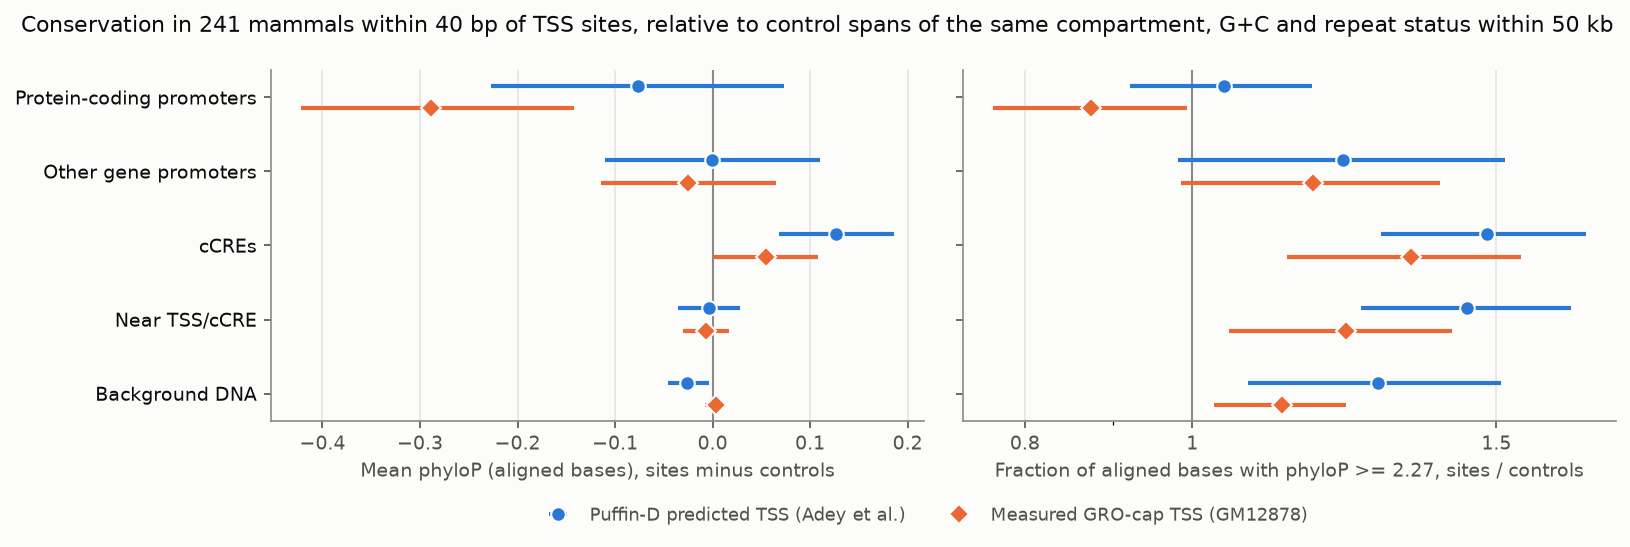 Conservation in 241 mammals within 40 bp of TSS sites, relative to control spans of the same compartment, G+C and repeat status within 50 kb
Protein-coding promoters
Other gene promoters
cCREs
Near TSS/cCRE
Background DNA
−0.4 −0.3 −0.2 −0.1 0.0 0.1 0.2
Mean phyloP (aligned bases), sites minus controls
0.8 1 1.5
Fraction of aligned bases with phyloP >= 2.27, sites / controls
Puffin-D predicted TSS (Adey et al.)
Measured GRO-cap TSS (GM12878)